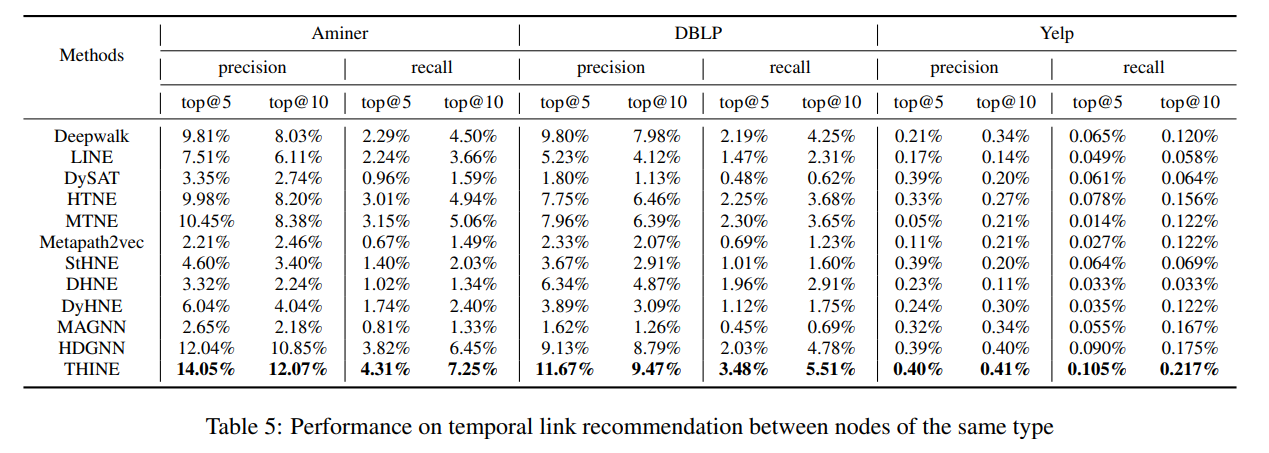 Methods Aminer DBLP Yelp
precision recall precision recall precision recall
top@5 top@10 top@5 top@10 top@5 top@10 top@5 top@10 top@5 top@10 top@5 top@10
Deepwalk 9.81% 8.03% 2.29% 4.50% 9.80% 7.98% 2.19% 4.25% 0.21% 0.34% 0.065% 0.120%
LINE 7.51% 6.11% 2.24% 3.66% 5.23% 4.12% 1.47% 2.31% 0.17% 0.14% 0.049% 0.058%
DySAT 3.35% 2.74% 0.96% 1.59% 1.80% 1.13% 0.48% 0.62% 0.39% 0.20% 0.061% 0.064%
HTNE 9.98% 8.20% 3.01% 4.94% 7.75% 6.46% 2.25% 3.68% 0.33% 0.27% 0.078% 0.156%
MTNE 10.45% 8.38% 3.15% 5.06% 7.96% 6.39% 2.30% 3.65% 0.05% 0.21% 0.014% 0.122%
Metapath2vec 2.21% 2.46% 0.67% 1.49% 2.33% 2.07% 0.69% 1.23% 0.11% 0.21% 0.027% 0.122%
StHNE 4.60% 3.40% 1.40% 2.03% 3.67% 2.91% 1.01% 1.60% 0.39% 0.20% 0.064% 0.069%
DHNE 3.32% 2.24% 1.02% 1.34% 6.34% 4.87% 1.96% 2.91% 0.23% 0.11% 0.033% 0.033%
DyHNE 6.04% 4.04% 1.74% 2.40% 3.89% 3.09% 1.12% 1.75% 0.24% 0.30% 0.035% 0.122%
MAGNN 2.65% 2.18% 0.81% 1.33% 1.62% 1.26% 0.45% 0.69% 0.32% 0.34% 0.055% 0.167%
HDGNN 12.04% 10.85% 3.82% 6.45% 9.13% 8.79% 2.03% 4.78% 0.39% 0.40% 0.090% 0.175%
THINE 14.05% 12.07% 4.31% 7.25% 11.67% 9.47% 3.48% 5.51% 0.40% 0.41% 0.105% 0.217%
Table 5: Performance on temporal link recommendation between nodes of the same type